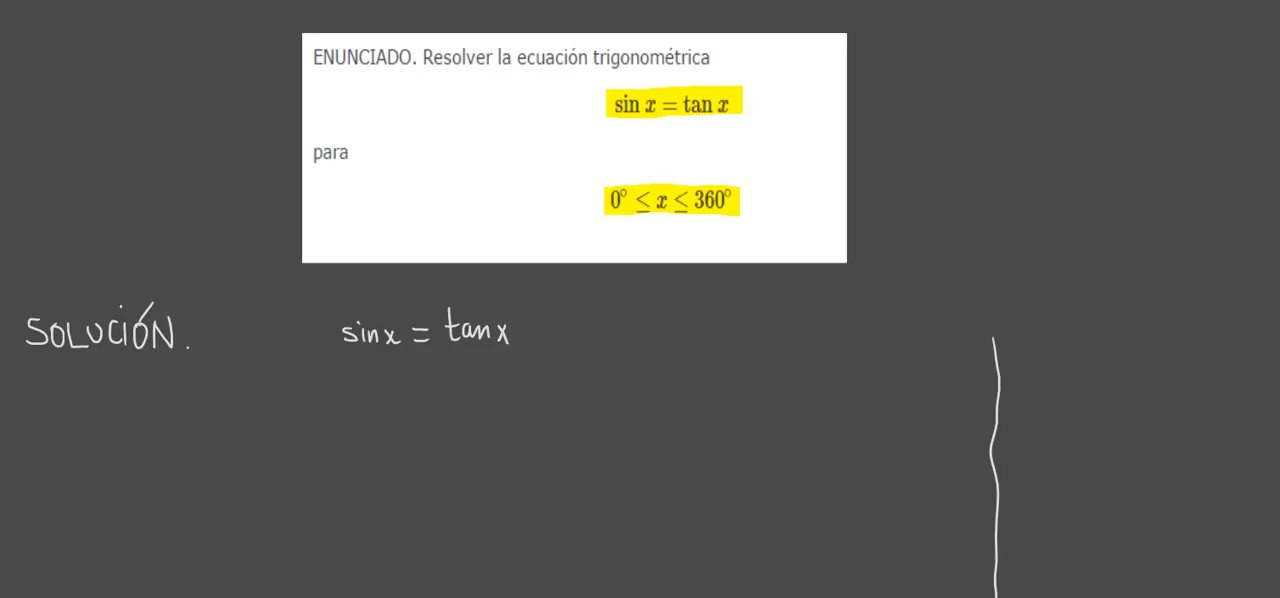 ENUNCIADO. Resolver la ecuación trigonométrica
sin x = tan x
para
0° ≤ x ≤ 360°
SOLUCIÓN. sin x = tan x